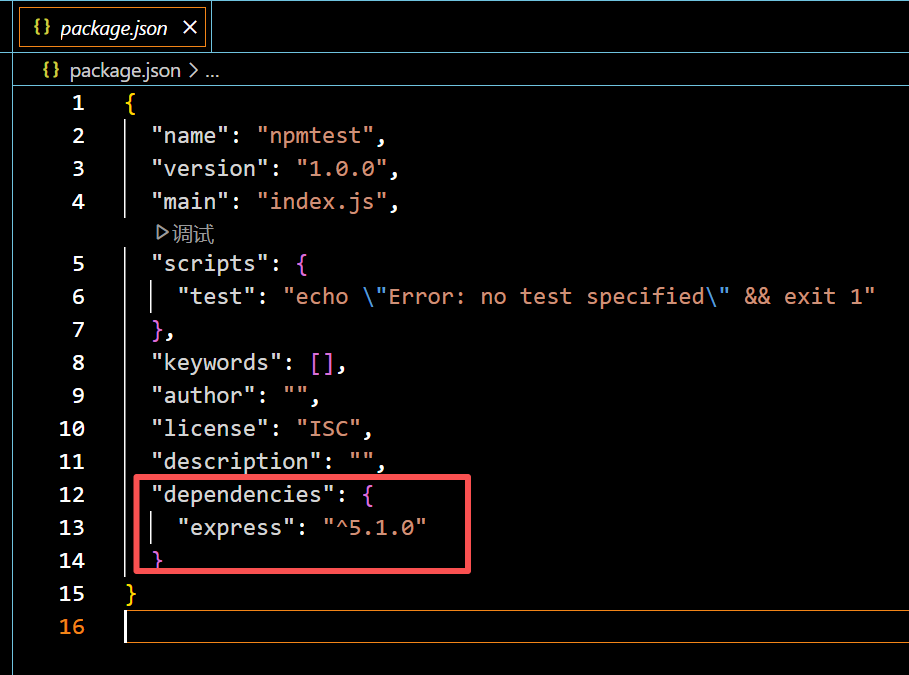 {} package.json ×
{} package.json > ...
1 {
2 "name": "npmtest",
3 "version": "1.0.0",
4 "main": "index.js",
▷调试
5 "scripts": {
6 "test": "echo \"Error: no test specified\" && exit 1"
7 },
8 "keywords": [],
9 "author": "",
10 "license": "ISC",
11 "description": "",
12 "dependencies": {
13 "express": "^5.1.0"
14 }
15 }
16